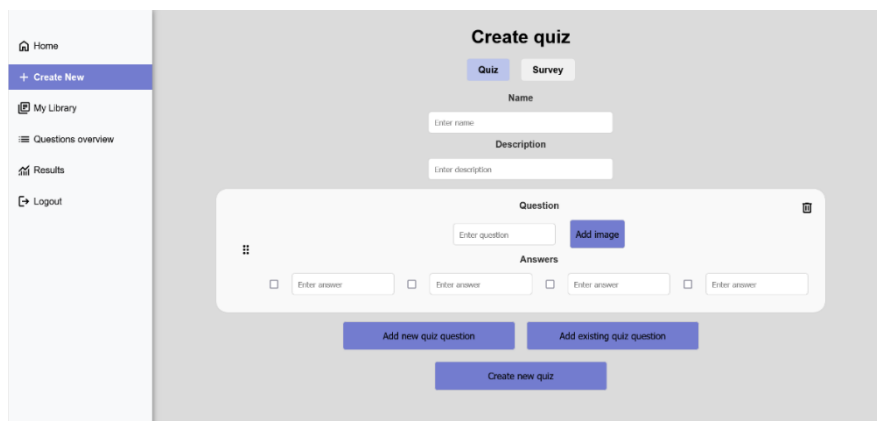 Home
Create New
My Library
Questions overview
Results
Logout
Create quiz
Quiz Survey
Name
Enter name
Description
Enter description
Question
Enter question Add image
Answers
Enter answer Enter answer Enter answer Enter answer
Add new quiz question Add existing quiz question
Create new quiz